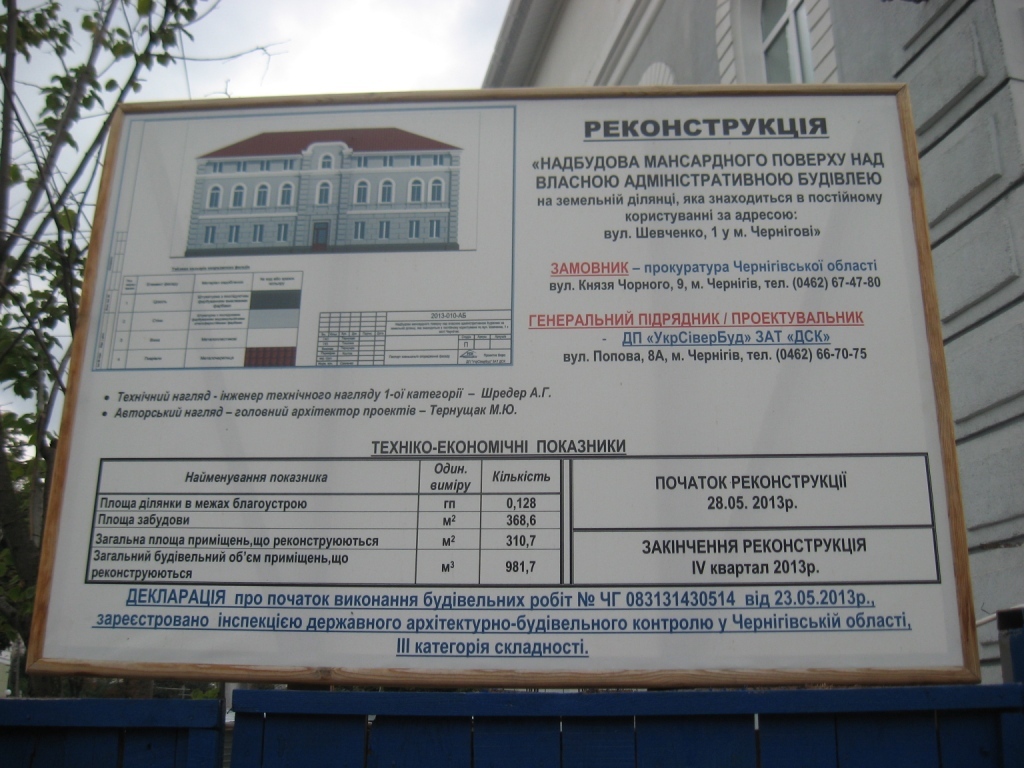 РЕКОНСТРУКЦІЯ
«НАДБУДОВА МАНСАРДНОГО ПОВЕРХУ НАД
ВЛАСНОЮ АДМІНІСТРАТИВНОЮ БУДІВЛЕЮ
на земельній ділянці, яка знаходиться в постійному
користуванні за адресою:
вул. Шевченко, 1 у м. Чернігові»
ЗАМОВНИК – прокуратура Чернігівської області
вул. Князя Чорного, 9, м. Чернігів, тел. (0462) 67-47-80
ГЕНЕРАЛЬНИЙ ПІДРЯДНИК / ПРОЕКТУВАЛЬНИК
- ДП «УкрСіверБуд» ЗАТ «ДСК»
вул. Попова, 8А, м. Чернігів, тел. (0462) 66-70-75
2013-010-АБ
• Технічний нагляд - інженер технічного нагляду 1-ої категорії – Шредер А.Г.
• Авторський нагляд – головний архітектор проектів – Тернущак М.Ю.
ТЕХНІКО-ЕКОНОМІЧНІ ПОКАЗНИКИ
Найменування показника Один. виміру Кількість
Площа ділянки в межах благоустрою гп 0,128
Площа забудови м² 368,6
Загальна площа приміщень,що реконструюються м² 310,7
Загальний будівельний об'єм приміщень,що
реконструюються м³ 981,7
ПОЧАТОК РЕКОНСТРУКЦІЇ
28.05. 2013р.
ЗАКІНЧЕННЯ РЕКОНСТРУКЦІЯ
IV квартал 2013р.
ДЕКЛАРАЦІЯ про початок виконання будівельних робіт № ЧГ 083131430514 від 23.05.2013р.,
зареєстровано інспекцією державного архітектурно-будівельного контролю у Чернігівській області,
ІІІ категорія складності.